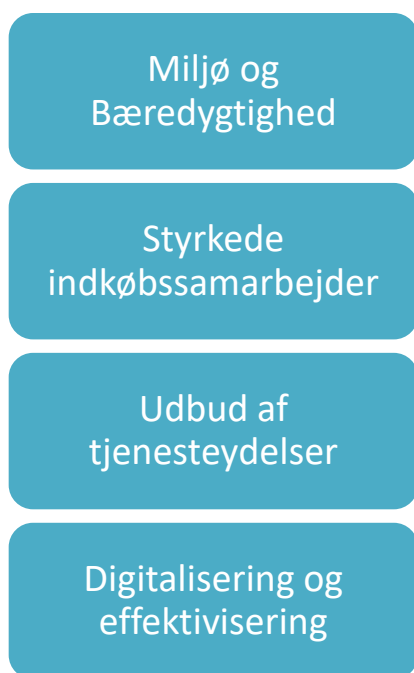 Miljø og
Bæredygtighed
Styrkede
indkøbssamarbejder
Udbud af
tjenesteydelser
Digitalisering og
effektivisering